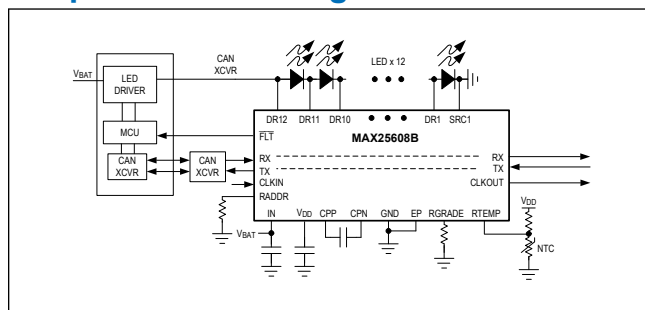 CAN
XCVR
LED x 12
VBAT
LED
DRIVER
DR12 DR11 DR10 DR1 SRC1
MCU
FLT
MAX25608B
CAN
XCVR
CAN
XCVR
RX
TX
CLKIN
RADDR
RX
TX
CLKOUT
IN VDD CPP CPN GND EP RGRADE RTEMP
VBAT
VDD
NTC